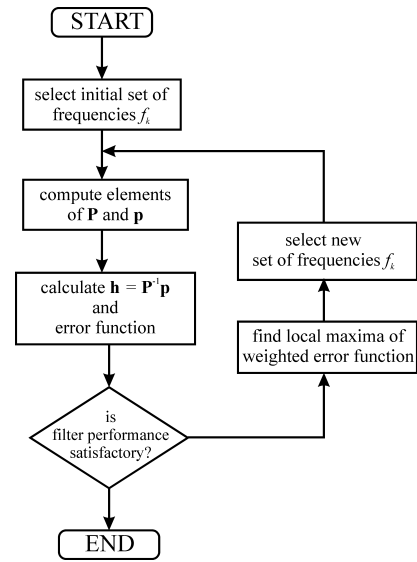 START
select initial set of
frequencies fₖ
compute elements
of P and p
calculate h = P⁻¹p
and
error function
is
filter performance
satisfactory?
END
find local maxima of
weighted error function
select new
set of frequencies fₖ